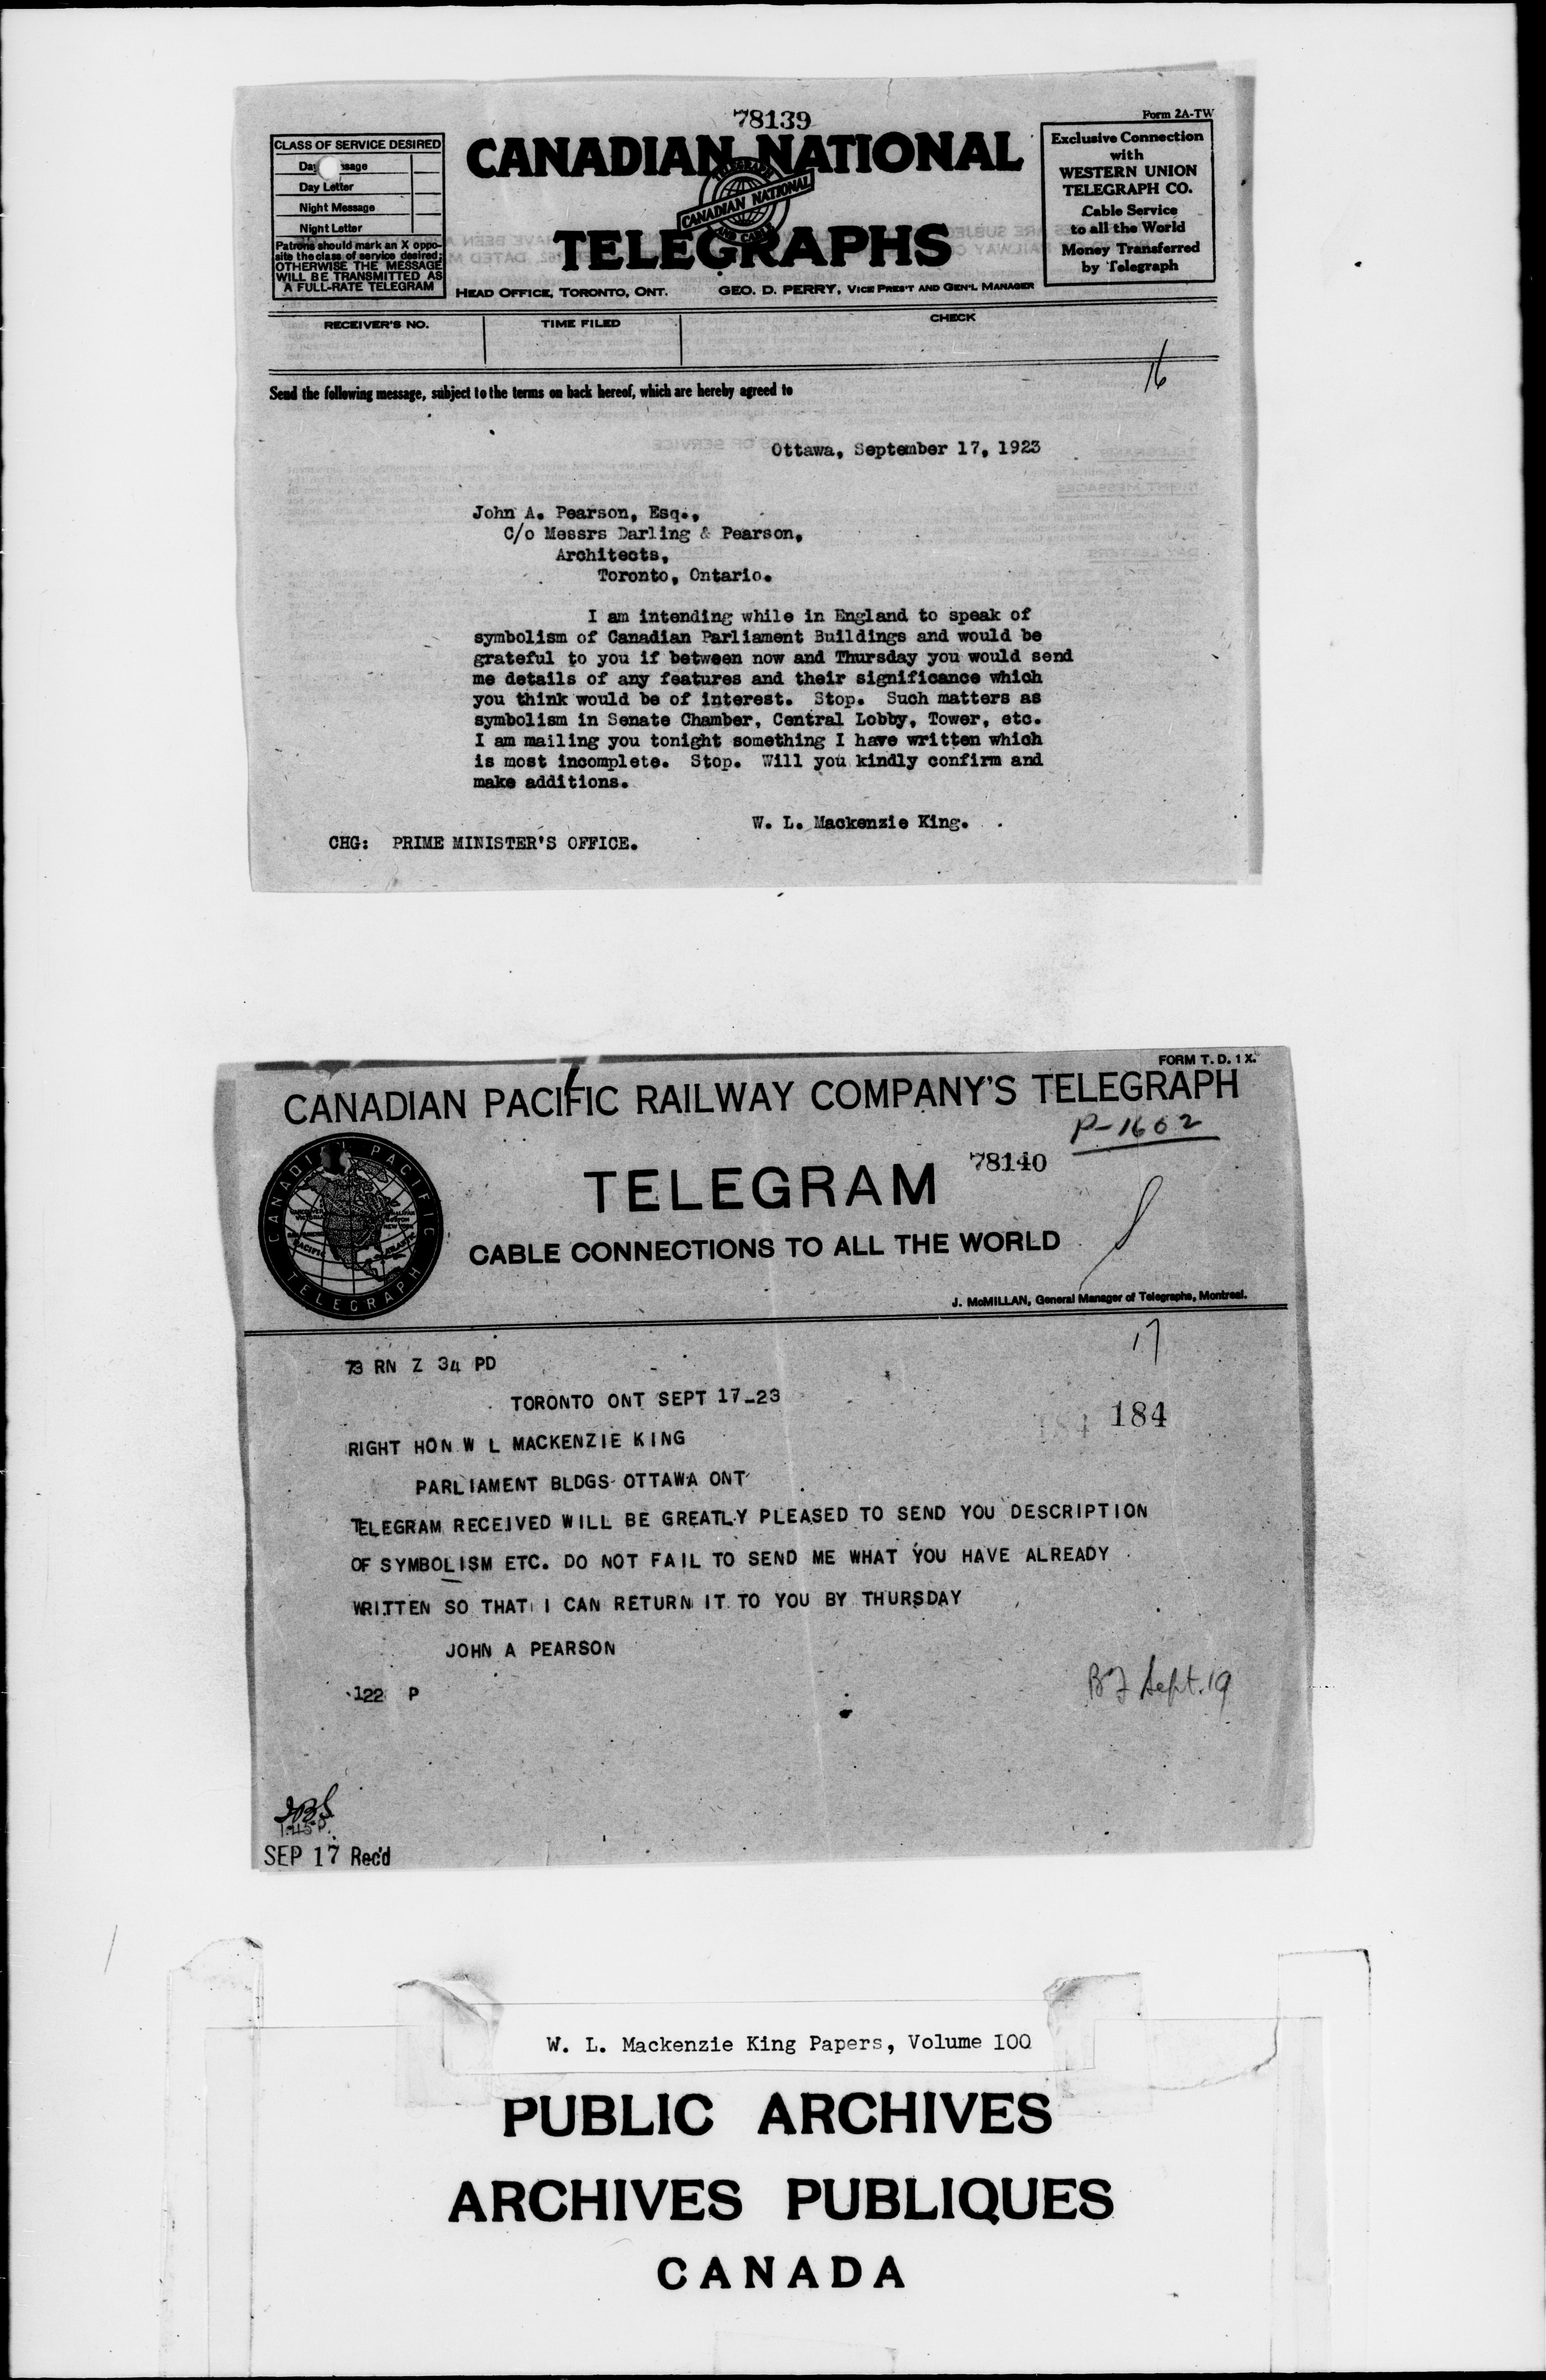 78139
Form 2A-TW
CLASS OF SERVICE DESIRED
Day
Day Letter
Night Message
Night Letter
Patrons should mark an X oppo-
site the class of service desired;
OTHERWISE THE MESSAGE
WILL BE TRANSMITTED AS
A FULL-RATE TELEGRAM
CANADIAN NATIONAL
TELEGRAPH
CANADIAN NATIONAL
AND CABLE
TELEGRAPHS
HEAD OFFICE, TORONTO, ONT.
GEO. D. PERRY, VICE PRES'T AND GEN'L MANAGER
Exclusive Connection
with
WESTERN UNION
TELEGRAPH CO.
Cable Service
to all the World
Money Transferred
by Telegraph
RECEIVER'S NO.
TIME FILED
CHECK
16
Send the following message, subject to the terms on back hereof, which are hereby agreed to
Ottawa, September 17, 1923
John A. Pearson, Esq.,
C/o Messrs Darling & Pearson,
Architects,
Toronto, Ontario.
I am intending while in England to speak of
symbolism of Canadian Parliament Buildings and would be
grateful to you if between now and Thursday you would send
me details of any features and their significance which
you think would be of interest. Stop. Such matters as
symbolism in Senate Chamber, Central Lobby, Tower, etc.
I am mailing you tonight something I have written which
is most incomplete. Stop. Will you kindly confirm and
make additions.
W. L. Mackenzie King.
CHG: PRIME MINISTER'S OFFICE.
FORM T. D. 1 X.
CANADIAN PACIFIC RAILWAY COMPANY'S TELEGRAPH
P-1602
78140
CANADIAN PACIFIC
TELEGRAPH
TELEGRAM
CABLE CONNECTIONS TO ALL THE WORLD
J. McMILLAN, General Manager of Telegraphs, Montreal.
17
73 RN Z 34 PD
TORONTO ONT SEPT 17-23
184
RIGHT HON W L MACKENZIE KING
PARLIAMENT BLDGS OTTAWA ONT
TELEGRAM RECEIVED WILL BE GREATLY PLEASED TO SEND YOU DESCRIPTION
OF SYMBOLISM ETC. DO NOT FAIL TO SEND ME WHAT YOU HAVE ALREADY
WRITTEN SO THAT I CAN RETURN IT TO YOU BY THURSDAY
JOHN A PEARSON
122 P
BF Sept. 19
SEP 17 Rec'd
W. L. Mackenzie King Papers, Volume 100
PUBLIC ARCHIVES
ARCHIVES PUBLIQUES
CANADA